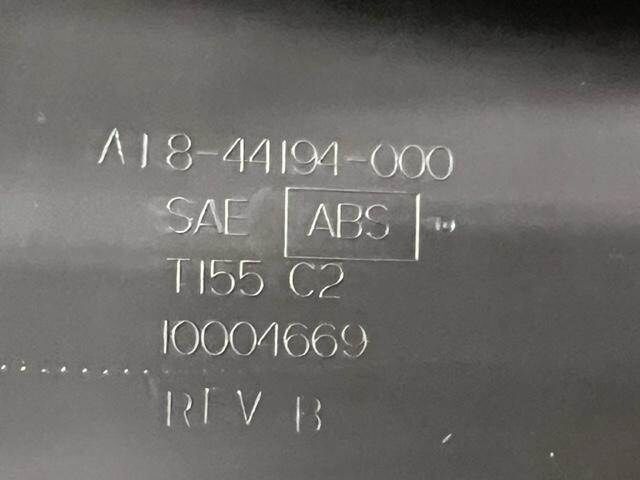 A18-44194-000
SAE ABS
T155 C2
10004669
REV B